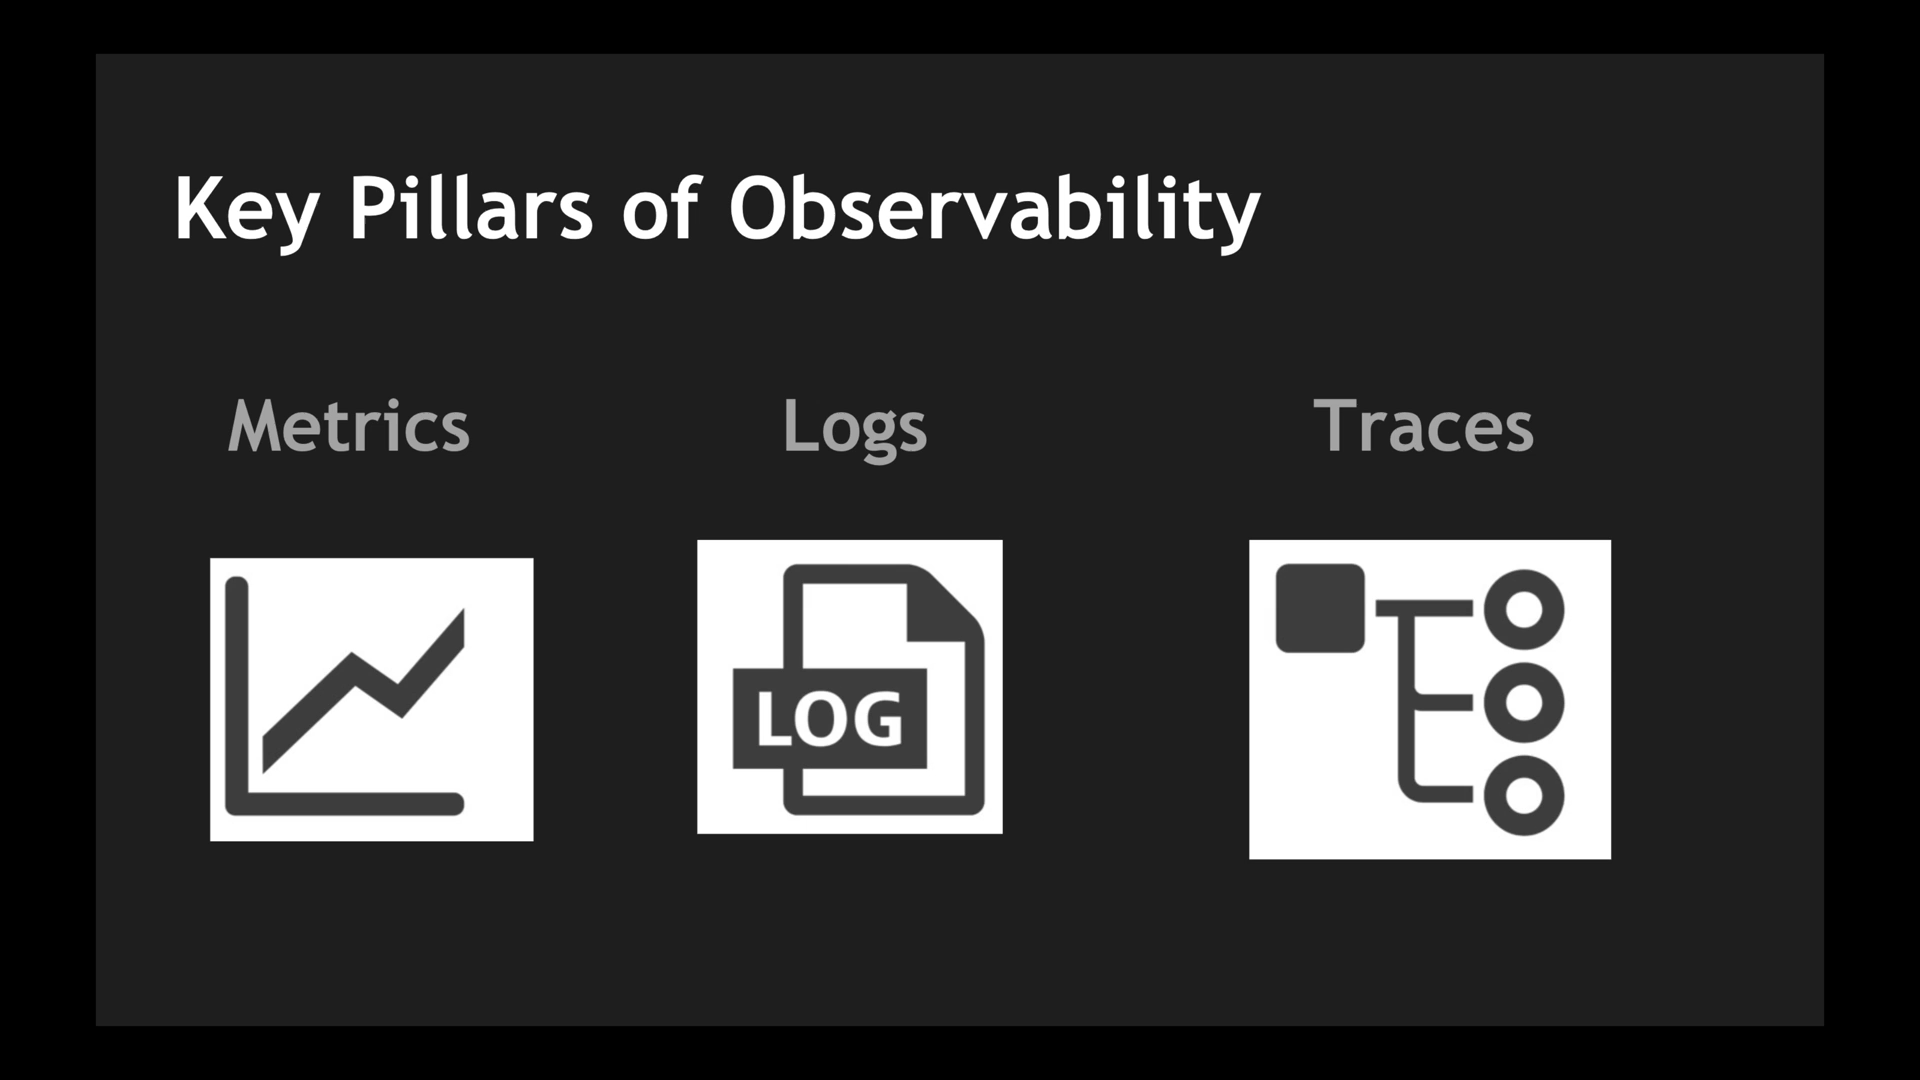 Key Pillars of Observability
Metrics
Logs
Traces
LOG